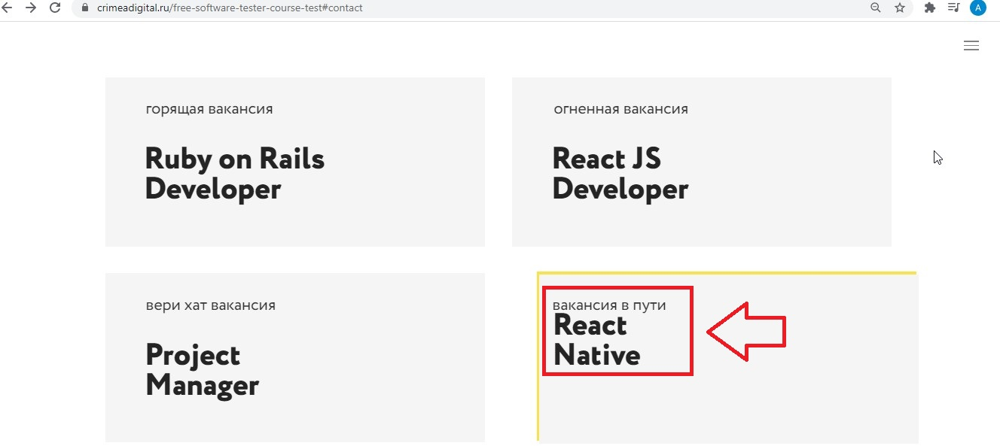 crimeadigital.ru/free-software-tester-course-test#contact
A
горящая вакансия
Ruby on Rails
Developer
огненная вакансия
React JS
Developer
вери хат вакансия
Project
Manager
вакансия в пути
React
Native